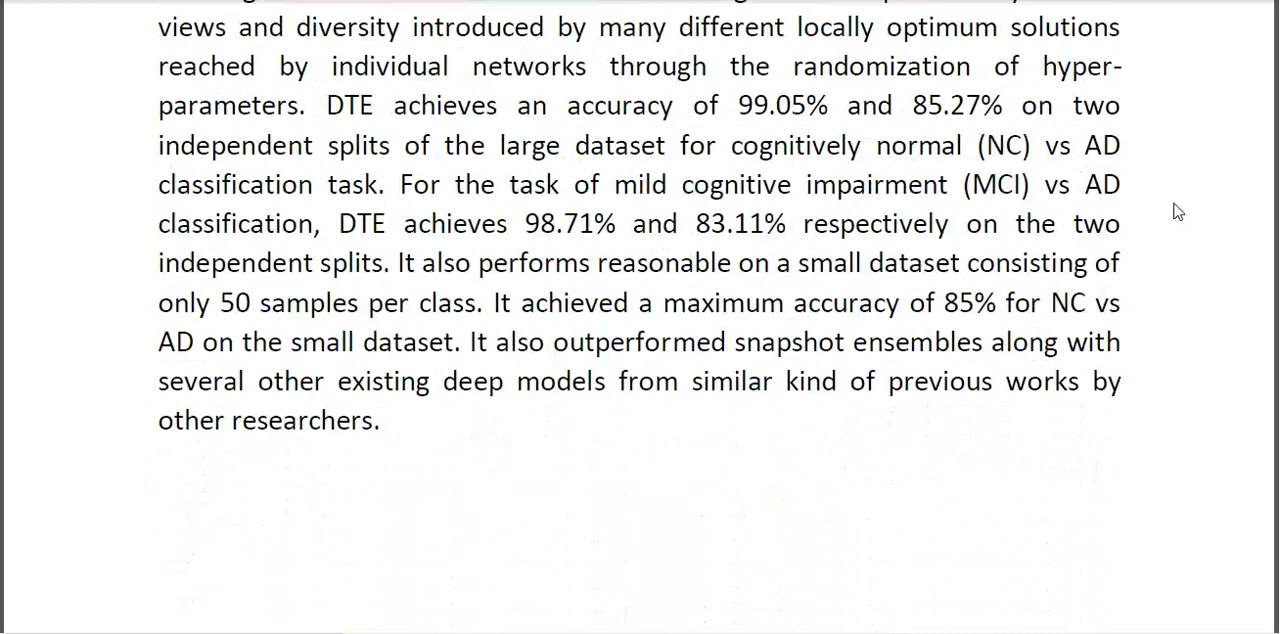 views and diversity introduced by many different locally optimum solutions
reached by individual networks through the randomization of hyper-
parameters. DTE achieves an accuracy of 99.05% and 85.27% on two
independent splits of the large dataset for cognitively normal (NC) vs AD
classification task. For the task of mild cognitive impairment (MCI) vs AD
classification, DTE achieves 98.71% and 83.11% respectively on the two
independent splits. It also performs reasonable on a small dataset consisting of
only 50 samples per class. It achieved a maximum accuracy of 85% for NC vs
AD on the small dataset. It also outperformed snapshot ensembles along with
several other existing deep models from similar kind of previous works by
other researchers.